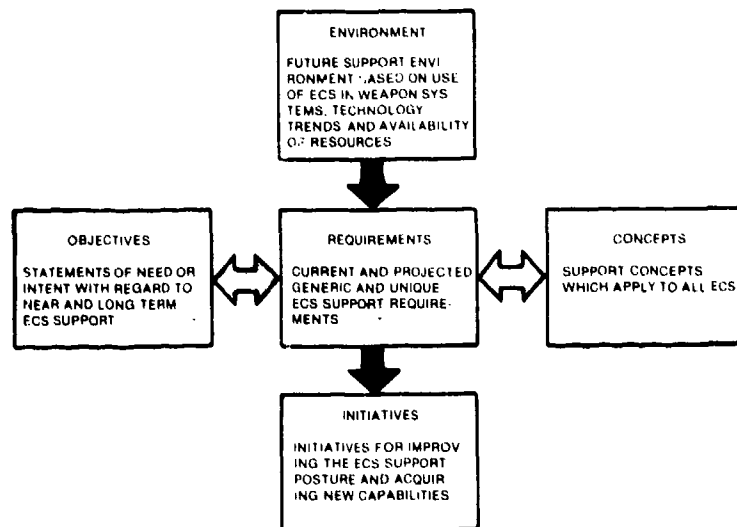 ENVIRONMENT
FUTURE SUPPORT ENVI
RONMENT BASED ON USE
OF ECS IN WEAPON SYS
TEMS, TECHNOLOGY
TRENDS AND AVAILABILITY
OF RESOURCES
OBJECTIVES
STATEMENTS OF NEED OR
INTENT WITH REGARD TO
NEAR AND LONG TERM
ECS SUPPORT
REQUIREMENTS
CURRENT AND PROJECTED
GENERIC AND UNIQUE
ECS SUPPORT REQUIRE-
MENTS
CONCEPTS
SUPPORT CONCEPTS
WHICH APPLY TO ALL ECS
INITIATIVES
INITIATIVES FOR IMPROV
ING THE ECS SUPPORT
POSTURE AND ACQUIR
ING NEW CAPABILITIES